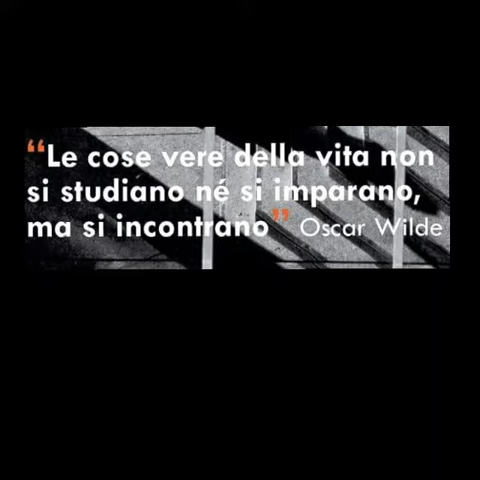 “Le cose vere della vita non
si studiano né si imparano,
ma si incontrano” Oscar Wilde